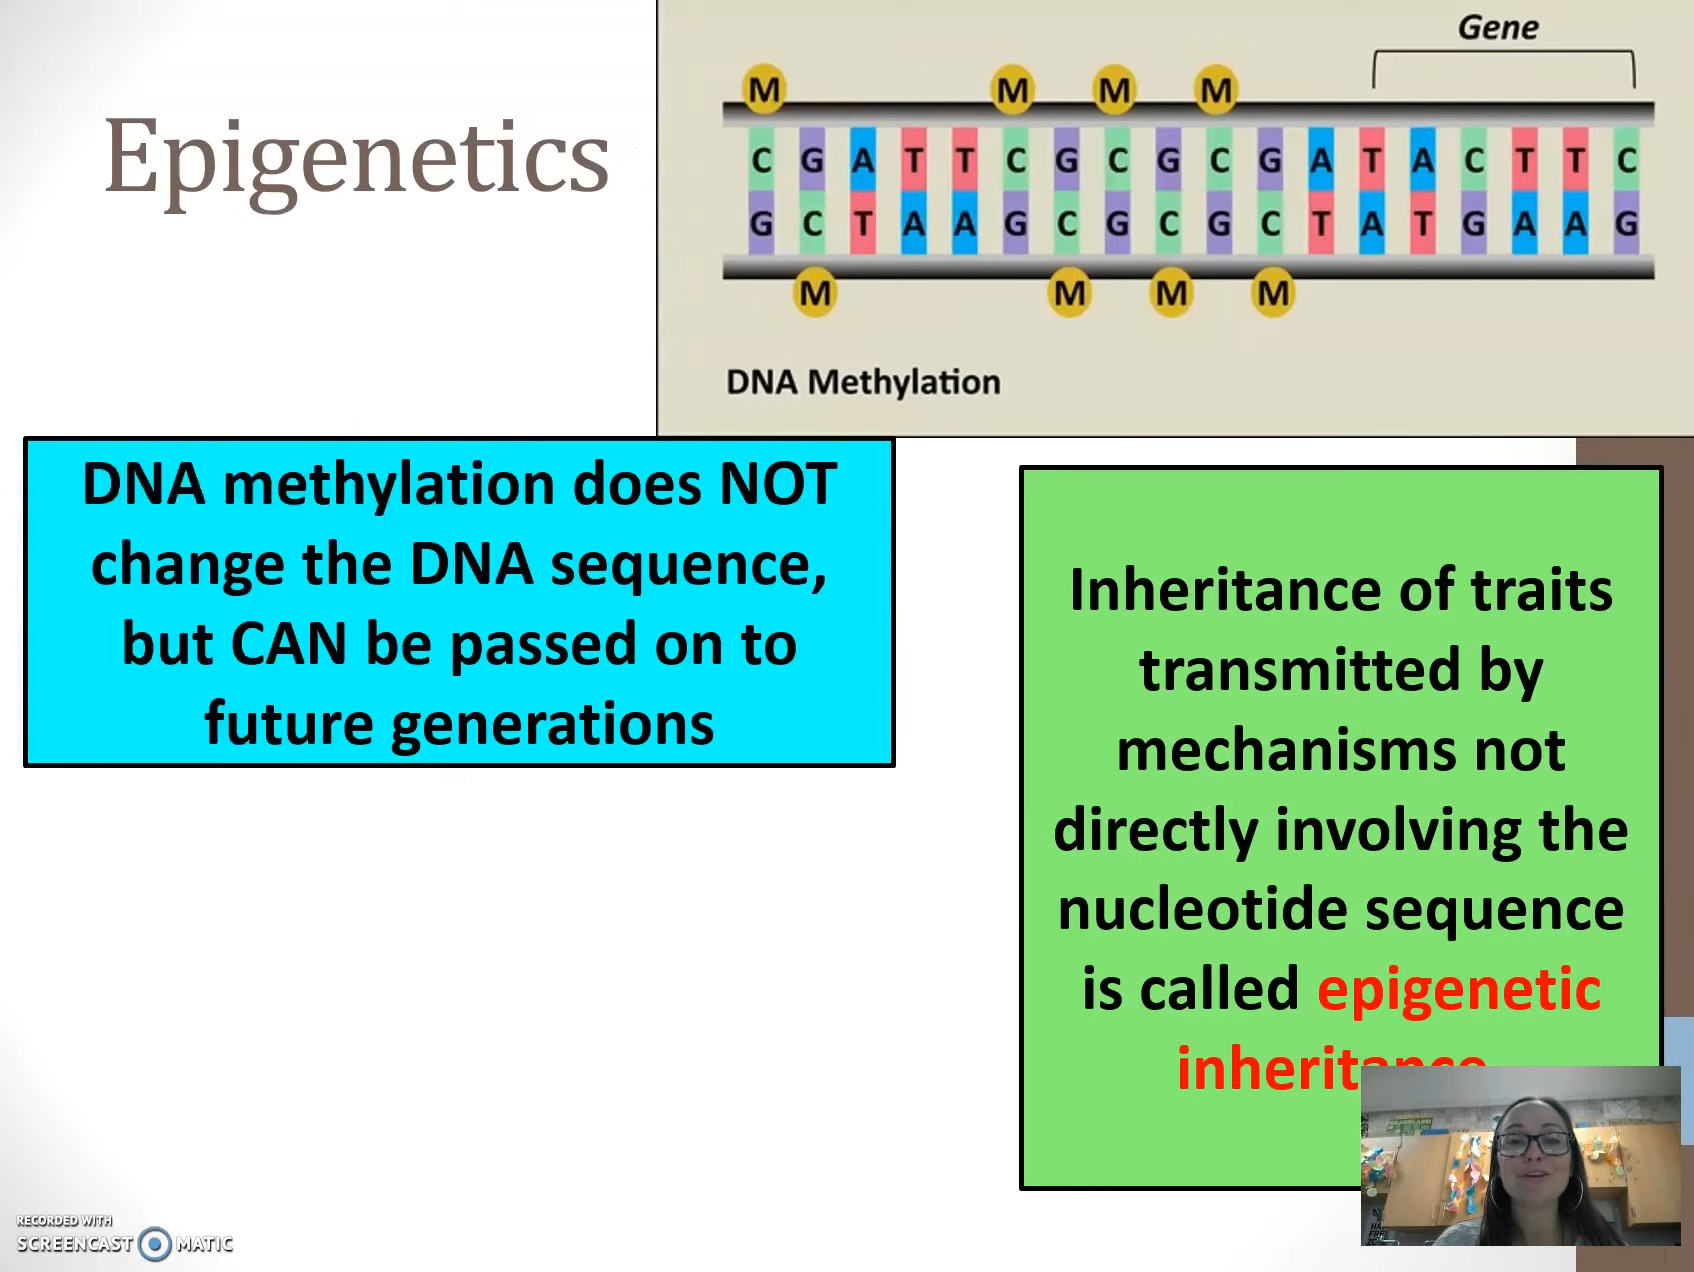 Epigenetics
Gene
M M M M
C G A T T C G C G C G A T A C T T C
G C T A A G C G C G C T A T G A A G
M M M M
DNA Methylation
DNA methylation does NOT
change the DNA sequence,
but CAN be passed on to
future generations
Inheritance of traits
transmitted by
mechanisms not
directly involving the
nucleotide sequence
is called epigenetic
RECORDED WITH
SCREENCAST MATIC